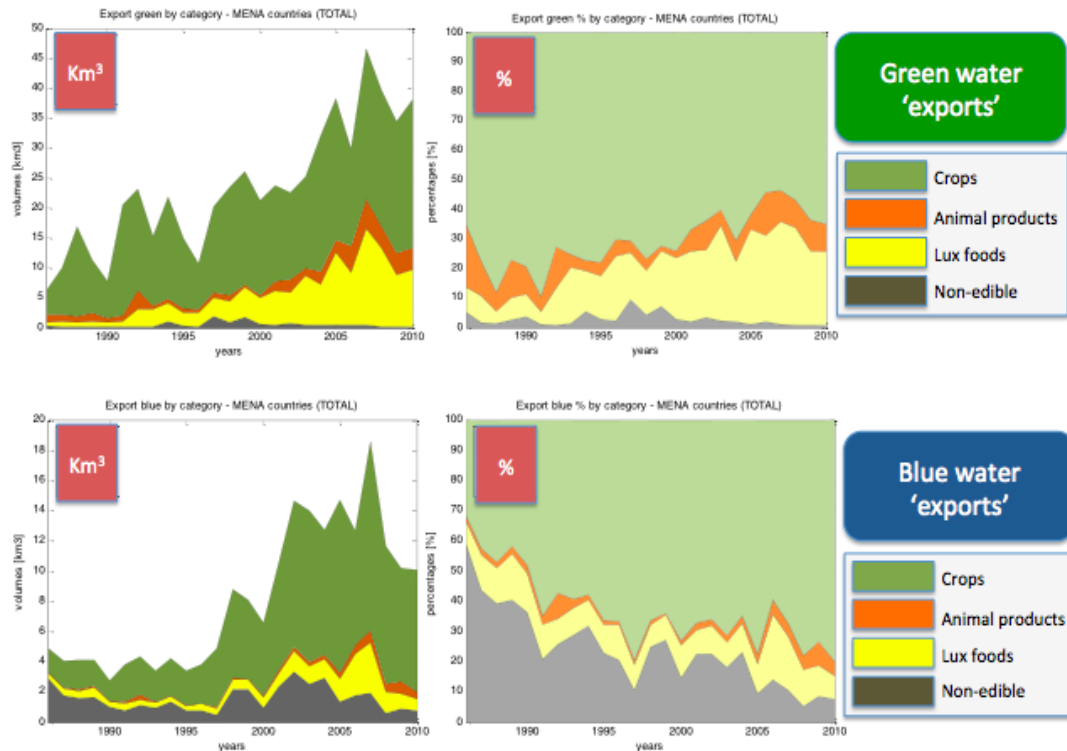 Export green by category - MENA countries (TOTAL)
Km³
volumes [km3]
50
45
40
35
30
25
20
15
10
5
0
1990
1995
2000
2005
2010
years
Export green % by category - MENA countries (TOTAL)
%
percentages [%]
100
90
80
70
60
50
40
30
20
10
0
1990
1995
2000
2005
2010
years
Green water
‘exports’
Crops
Animal products
Lux foods
Non-edible
Export blue by category - MENA countries (TOTAL)
Km³
volumes [km3]
20
18
16
14
12
10
8
6
4
2
0
1990
1995
2000
2005
2010
years
Export blue % by category - MENA countries (TOTAL)
%
percentages [%]
100
90
80
70
60
50
40
30
20
10
0
1990
1995
2000
2005
2010
years
Blue water
‘exports’
Crops
Animal products
Lux foods
Non-edible